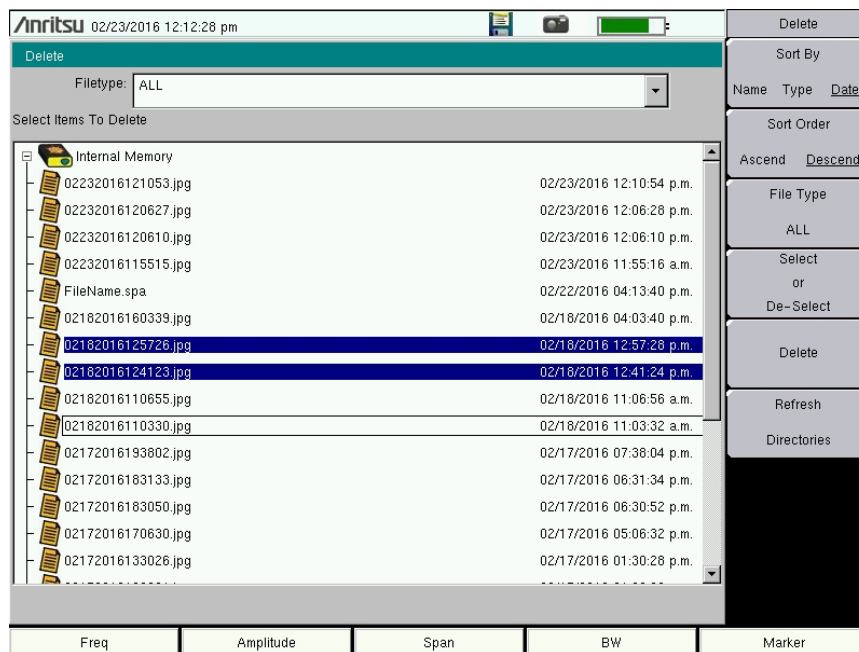 Anritsu 02/23/2016 12:12:28 pm
Delete
Filetype: ALL
Select Items To Delete
Internal Memory
02232016121053.jpg 02/23/2016 12:10:54 p.m.
02232016120627.jpg 02/23/2016 12:06:28 p.m.
02232016120610.jpg 02/23/2016 12:06:10 p.m.
02232016115515.jpg 02/23/2016 11:55:16 a.m.
FileName.spa 02/22/2016 04:13:40 p.m.
02182016160339.jpg 02/18/2016 04:03:40 p.m.
02182016125726.jpg 02/18/2016 12:57:28 p.m.
02182016124123.jpg 02/18/2016 12:41:24 p.m.
02182016110655.jpg 02/18/2016 11:06:56 a.m.
02182016110330.jpg 02/18/2016 11:03:32 a.m.
02172016193802.jpg 02/17/2016 07:38:04 p.m.
02172016183133.jpg 02/17/2016 06:31:34 p.m.
02172016183050.jpg 02/17/2016 06:30:52 p.m.
02172016170630.jpg 02/17/2016 05:06:32 p.m.
02172016133026.jpg 02/17/2016 01:30:28 p.m.
Delete
Sort By
Name Type Date
Sort Order
Ascend Descend
File Type
ALL
Select
or
De-Select
Delete
Refresh
Directories
Freq Amplitude Span BW Marker